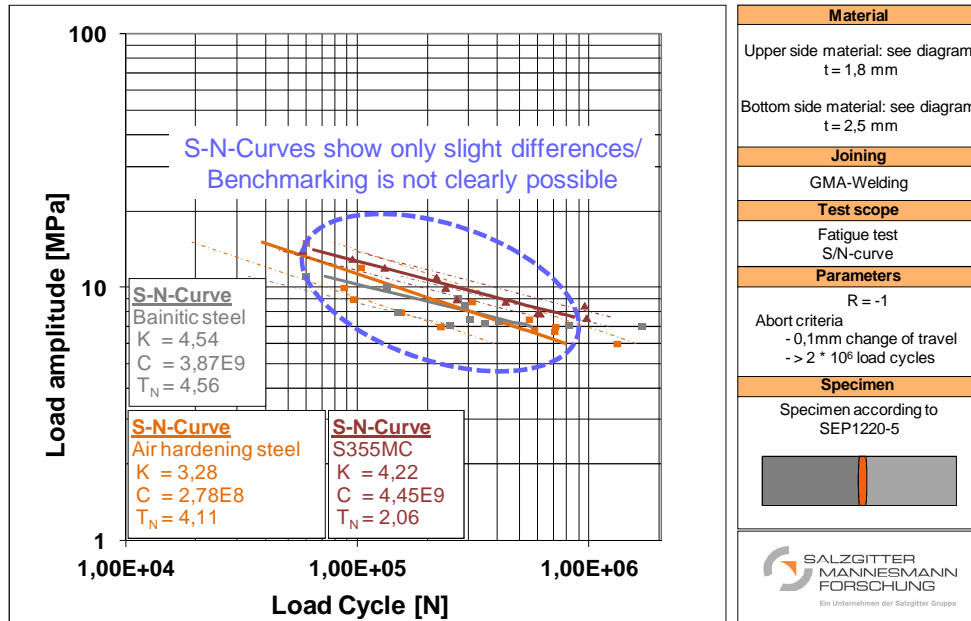 100
10
1
Load amplitude [MPa]
S-N-Curves show only slight differences/
Benchmarking is not clearly possible
S-N-Curve
Bainitic steel
K = 4,54
C = 3,87E9
T_N = 4,56
S-N-Curve
Air hardening steel
K = 3,28
C = 2,78E8
T_N = 4,11
S-N-Curve
S355MC
K = 4,22
C = 4,45E9
T_N = 2,06
1,00E+04
1,00E+05
1,00E+06
Load Cycle [N]
Material
Upper side material: see diagram
t = 1,8 mm
Bottom side material: see diagram
t = 2,5 mm
Joining
GMA-Welding
Test scope
Fatigue test
S/N-curve
Parameters
R = -1
Abort criteria
- 0,1mm change of travel
- > 2 * 10⁶ load cycles
Specimen
Specimen according to
SEP1220-5
SALZGITTER
MANNESMANN
FORSCHUNG
Ein Unternehmen der Salzgitter Gruppe